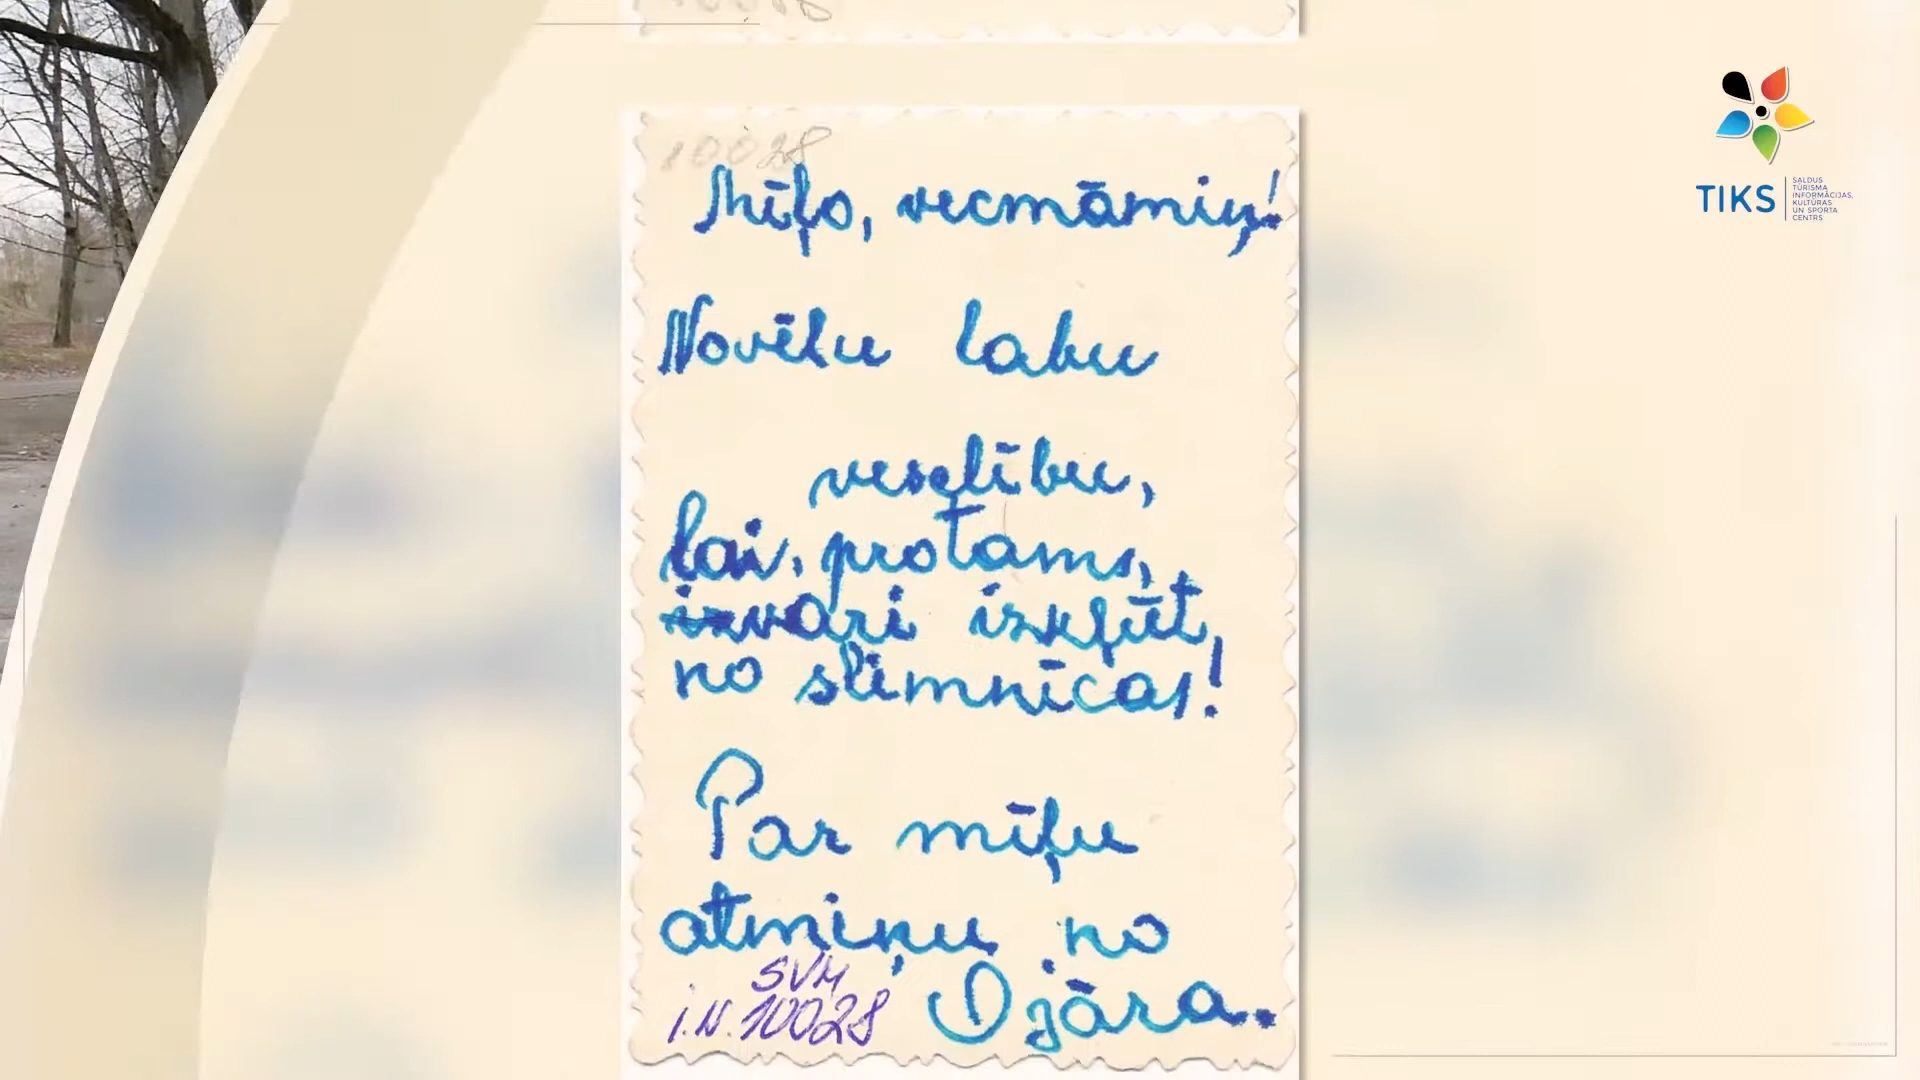 10028
Mīļo, vecmāmiņ!
Novēlu labu
veselību,
lai, protams,
izvari izkļūt,
no slimnīcas!
Par mīļu
atmiņu no
Ojāra.
SVM
i.N. 10028
TIKS
SALDUS
TŪRISMA
INFORMĀCIJAS,
KULTŪRAS
UN SPORTA
CENTRS